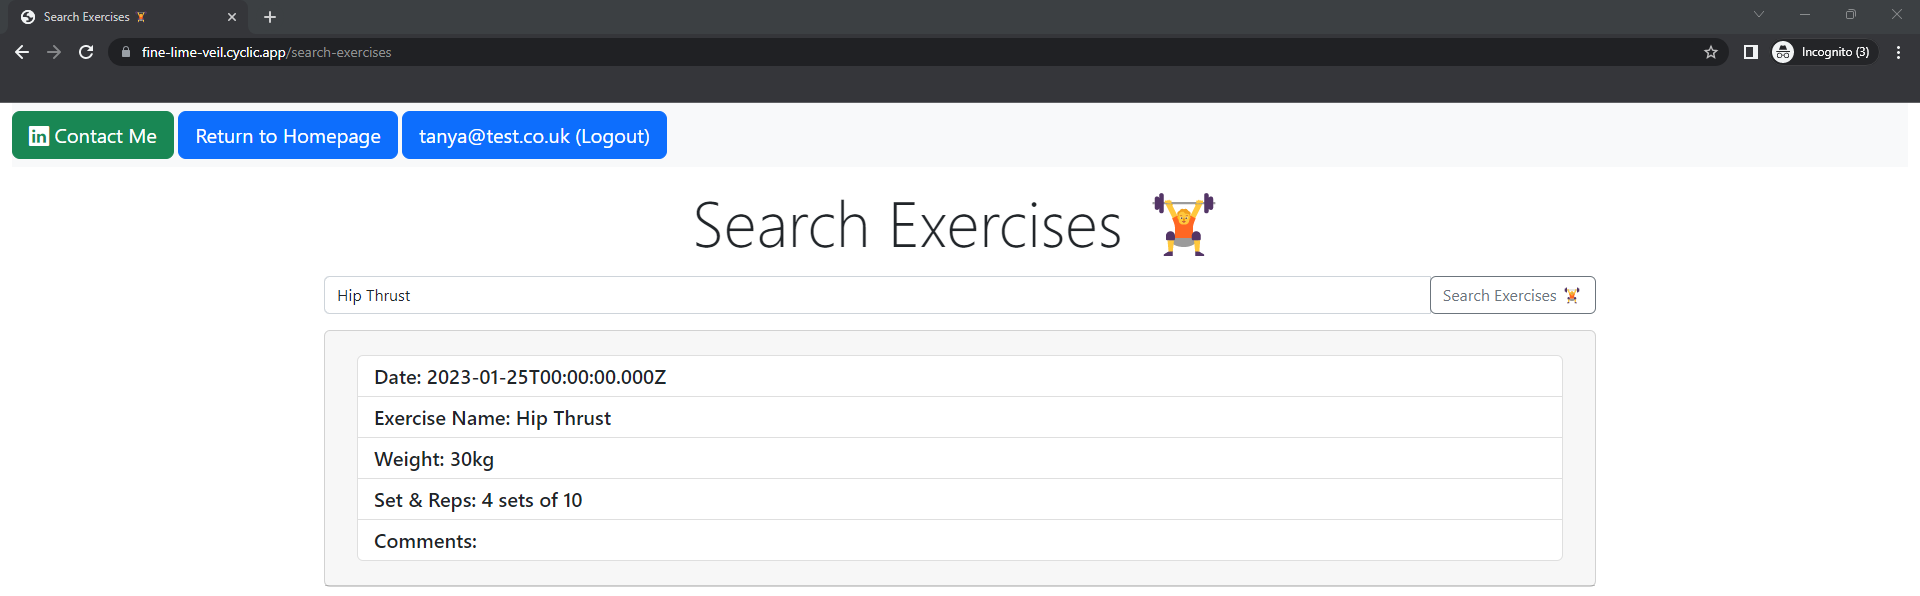 Search Exercises 🏋
fine-lime-veil.cyclic.app/search-exercises
Incognito (3)
in Contact Me
Return to Homepage
tanya@test.co.uk (Logout)
Search Exercises 🏋
Hip Thrust
Search Exercises 🏋
Date: 2023-01-25T00:00:00.000Z
Exercise Name: Hip Thrust
Weight: 30kg
Set & Reps: 4 sets of 10
Comments: